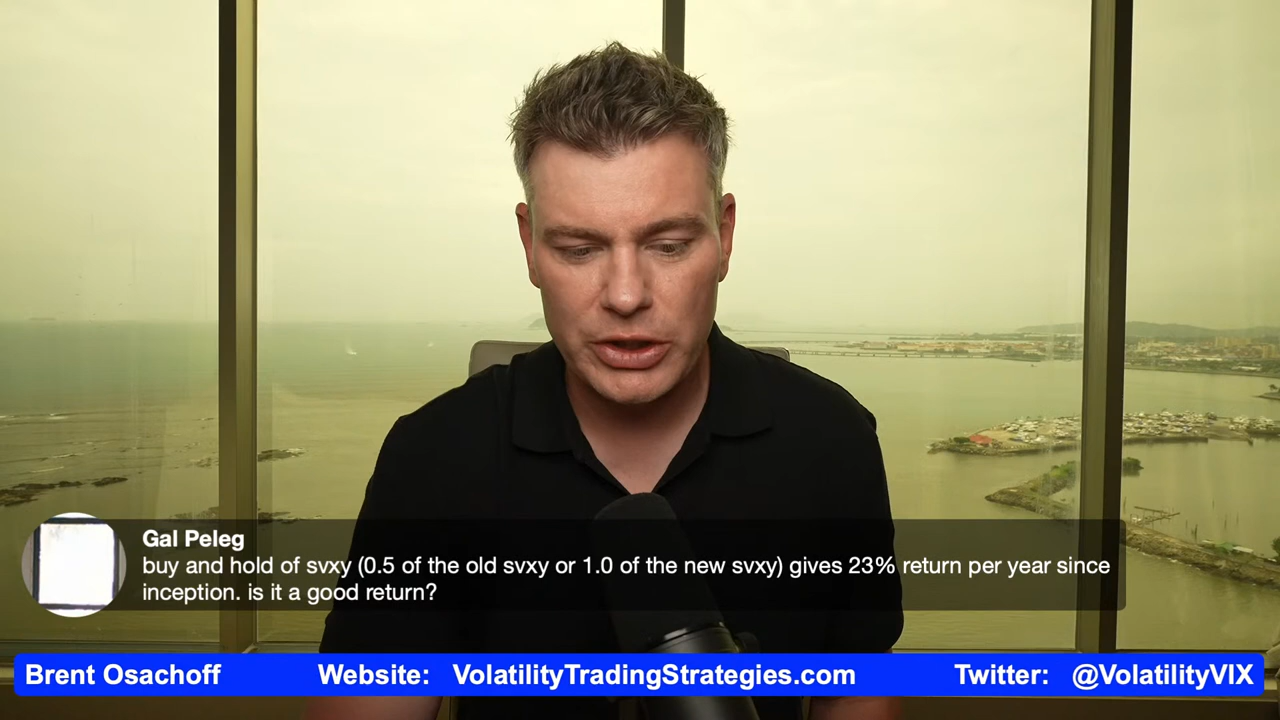 Gal Peleg
buy and hold of svxy (0.5 of the old svxy or 1.0 of the new svxy) gives 23% return per year since
inception. is it a good return?
Brent Osachoff Website: VolatilityTradingStrategies.com Twitter: @VolatilityVIX